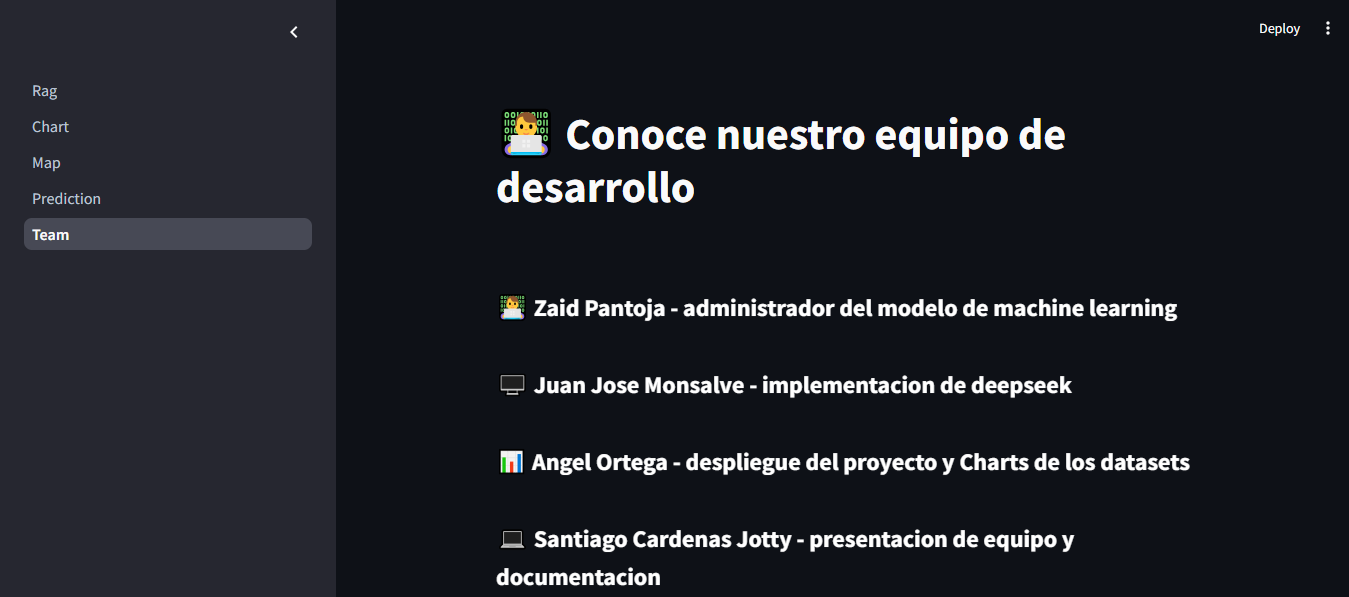 Deploy
Rag
Chart
Map
Prediction
Team
Conoce nuestro equipo de
desarrollo
Zaid Pantoja - administrador del modelo de machine learning
Juan Jose Monsalve - implementacion de deepseek
Angel Ortega - despliegue del proyecto y Charts de los datasets
Santiago Cardenas Jotty - presentacion de equipo y
documentacion